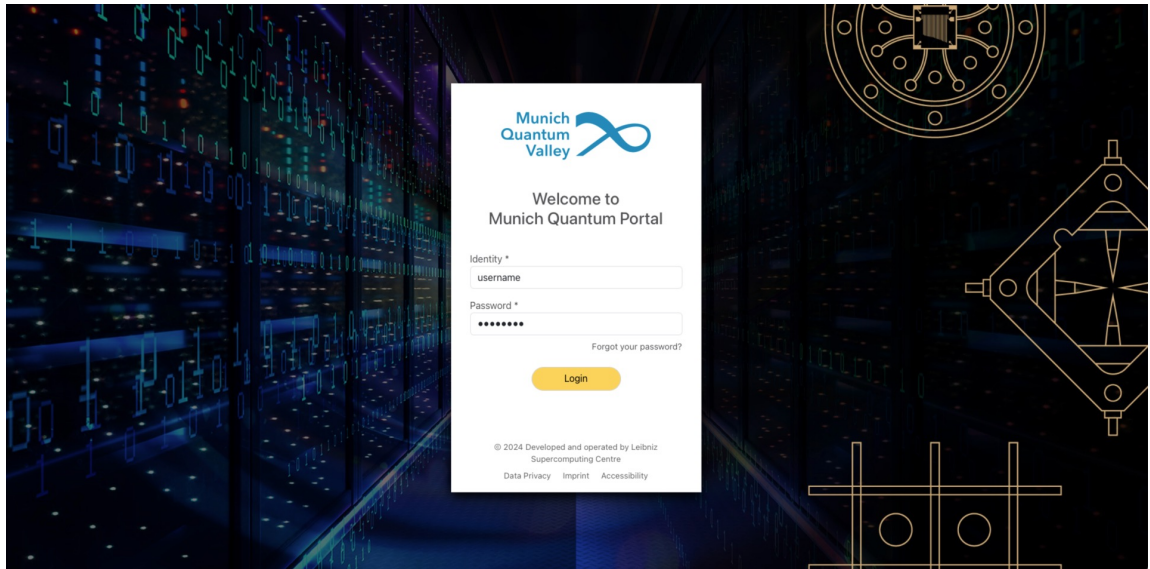 Munich
Quantum
Valley
Welcome to
Munich Quantum Portal
Identity *
username
Password *
••••••••
Forgot your password?
Login
© 2024 Developed and operated by Leibniz
Supercomputing Centre
Data Privacy Imprint Accessibility